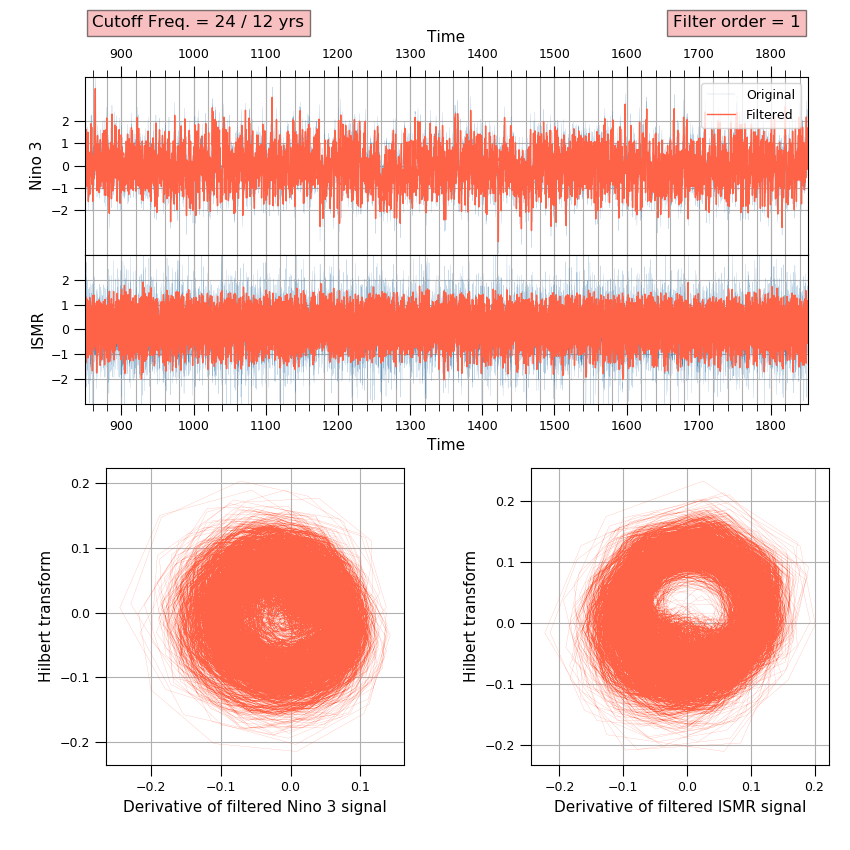 Cutoff Freq. = 24 / 12 yrs
Filter order = 1
Time
900 1000 1100 1200 1300 1400 1500 1600 1700 1800
Original
Filtered
Nino 3
2
1
0
−1
−2
ISMR
2
1
0
−1
−2
900 1000 1100 1200 1300 1400 1500 1600 1700 1800
Time
Hilbert transform
0.2
0.1
0.0
−0.1
−0.2
−0.2 −0.1 0.0 0.1
Derivative of filtered Nino 3 signal
Hilbert transform
0.2
0.1
0.0
−0.1
−0.2
−0.2 −0.1 0.0 0.1 0.2
Derivative of filtered ISMR signal